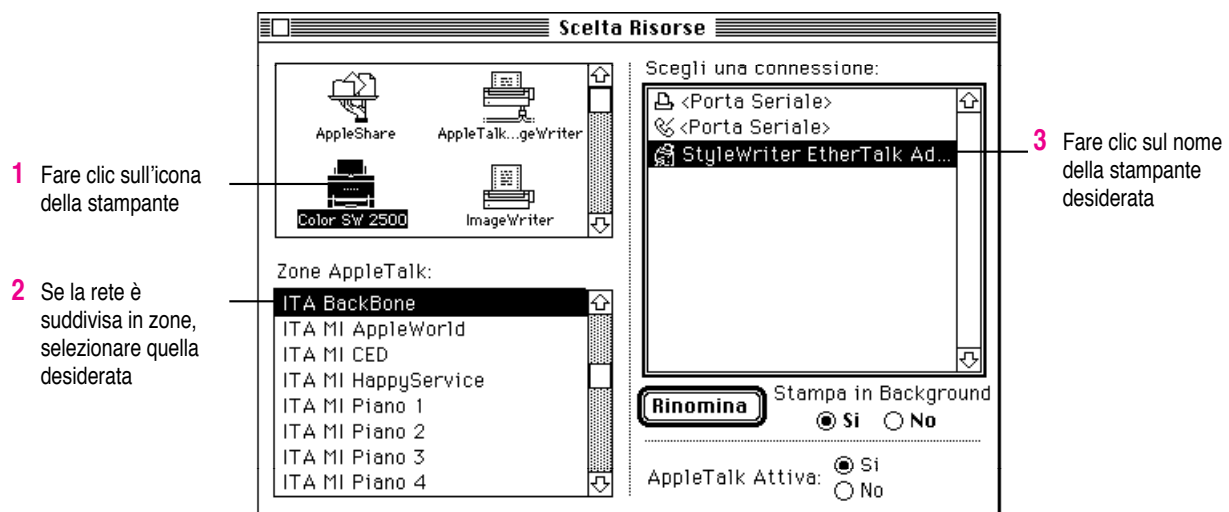 Scelta Risorse
AppleShare
AppleTalk...geWriter
Color SW 2500
ImageWriter
Scegli una connessione:
<Porta Seriale>
<Porta Seriale>
StyleWriter EtherTalk Ad...
1 Fare clic sull'icona
della stampante
3 Fare clic sul nome
della stampante
desiderata
Zone AppleTalk:
2 Se la rete è
suddivisa in zone,
selezionare quella
desiderata
ITA BackBone
ITA MI AppleWorld
ITA MI CED
ITA MI HappyService
ITA MI Piano 1
ITA MI Piano 2
ITA MI Piano 3
ITA MI Piano 4
Rinomina
Stampa in Background
Si No
AppleTalk Attiva:
Si
No